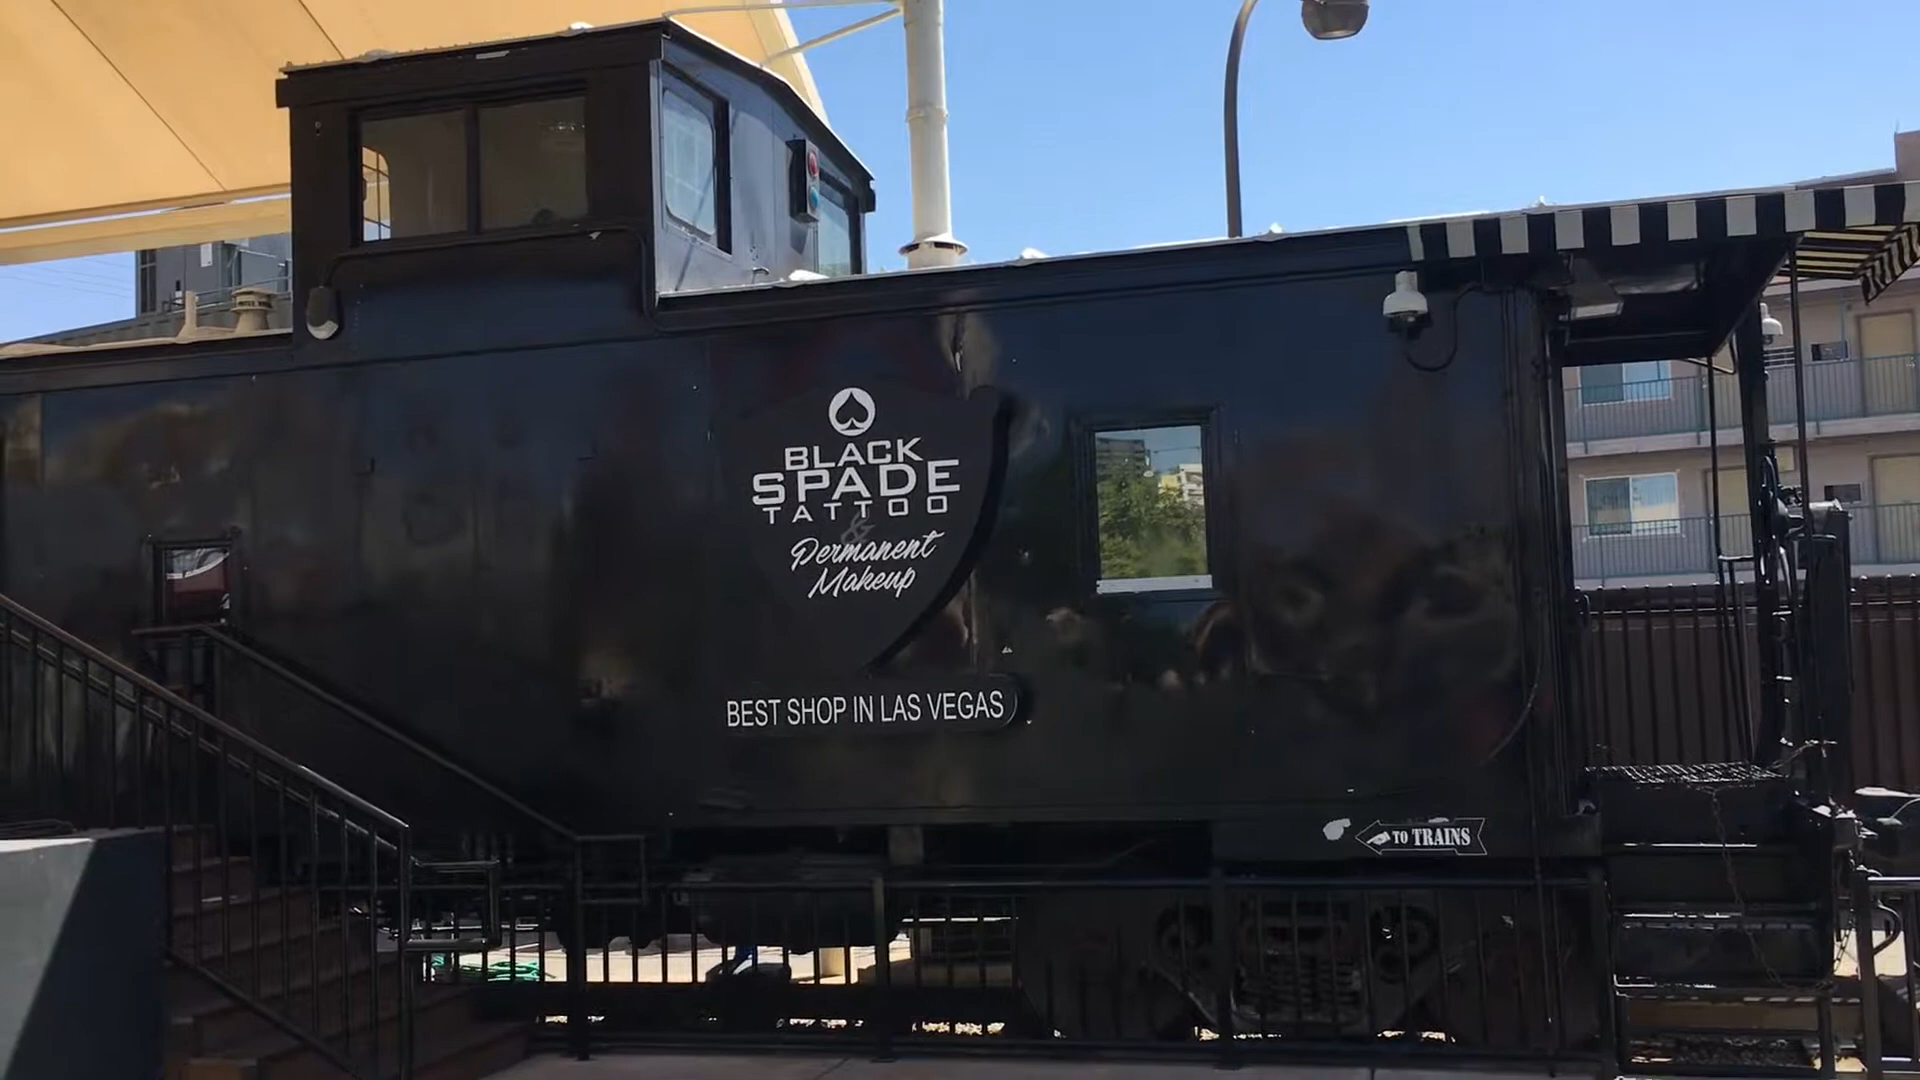 BLACK
SPADE
TATTOO
&
Permanent
Makeup
BEST SHOP IN LAS VEGAS
TO TRAINS